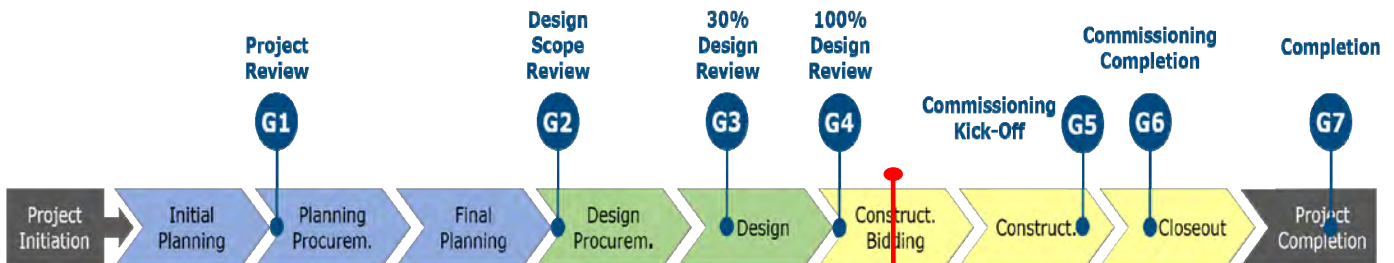 Project
Review
Design
Scope
Review
30%
Design
Review
100%
Design
Review
Commissioning
Kick-Off
Commissioning
Completion
Completion
G1
G2
G3
G4
G5
G6
G7
Project
Initiation
Initial
Planning
Planning
Procurem.
Final
Planning
Design
Procurem.
Design
Construct.
Bidding
Construct.
Closeout
Project
Completion